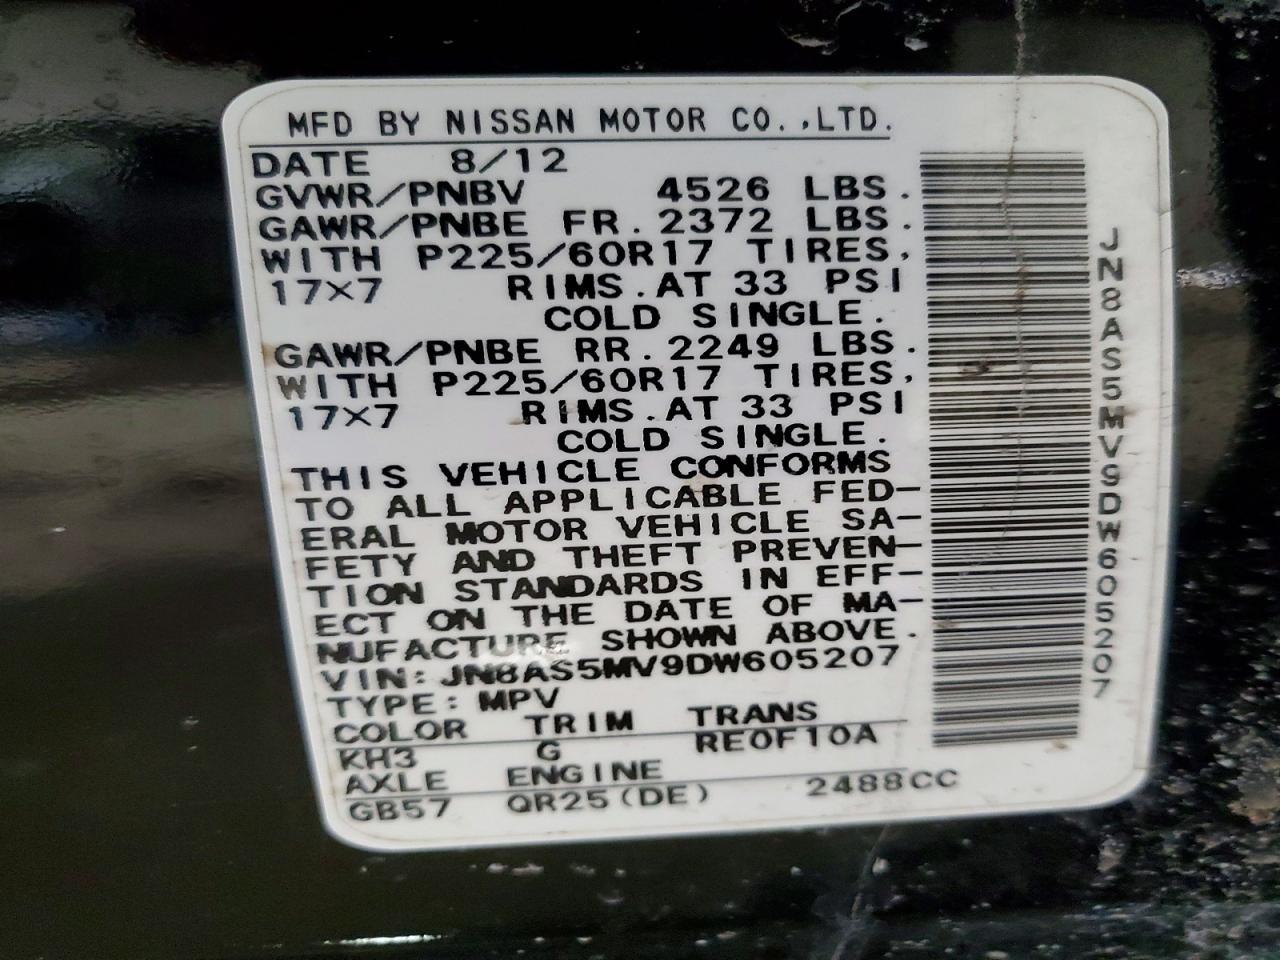 MFD BY NISSAN MOTOR CO.,LTD.
DATE 8/12
GVWR/PNBV 4526 LBS.
GAWR/PNBE FR. 2372 LBS.
WITH P225/60R17 TIRES,
17×7 RIMS. AT 33 PSI
COLD SINGLE.
GAWR/PNBE RR. 2249 LBS.
WITH P225/60R17 TIRES,
17×7 RIMS. AT 33 PSI
COLD SINGLE.
THIS VEHICLE CONFORMS
TO ALL APPLICABLE FED-
ERAL MOTOR VEHICLE SA-
FETY AND THEFT PREVEN-
TION STANDARDS IN EFF-
ECT ON THE DATE OF MA-
NUFACTURE SHOWN ABOVE.
VIN: JN8AS5MV9DW605207
TYPE: MPV
COLOR TRIM TRANS
KH3 G RE0F10A
AXLE ENGINE
GB57 QR25(DE) 2488CC
JN8AS5MV9DW605207